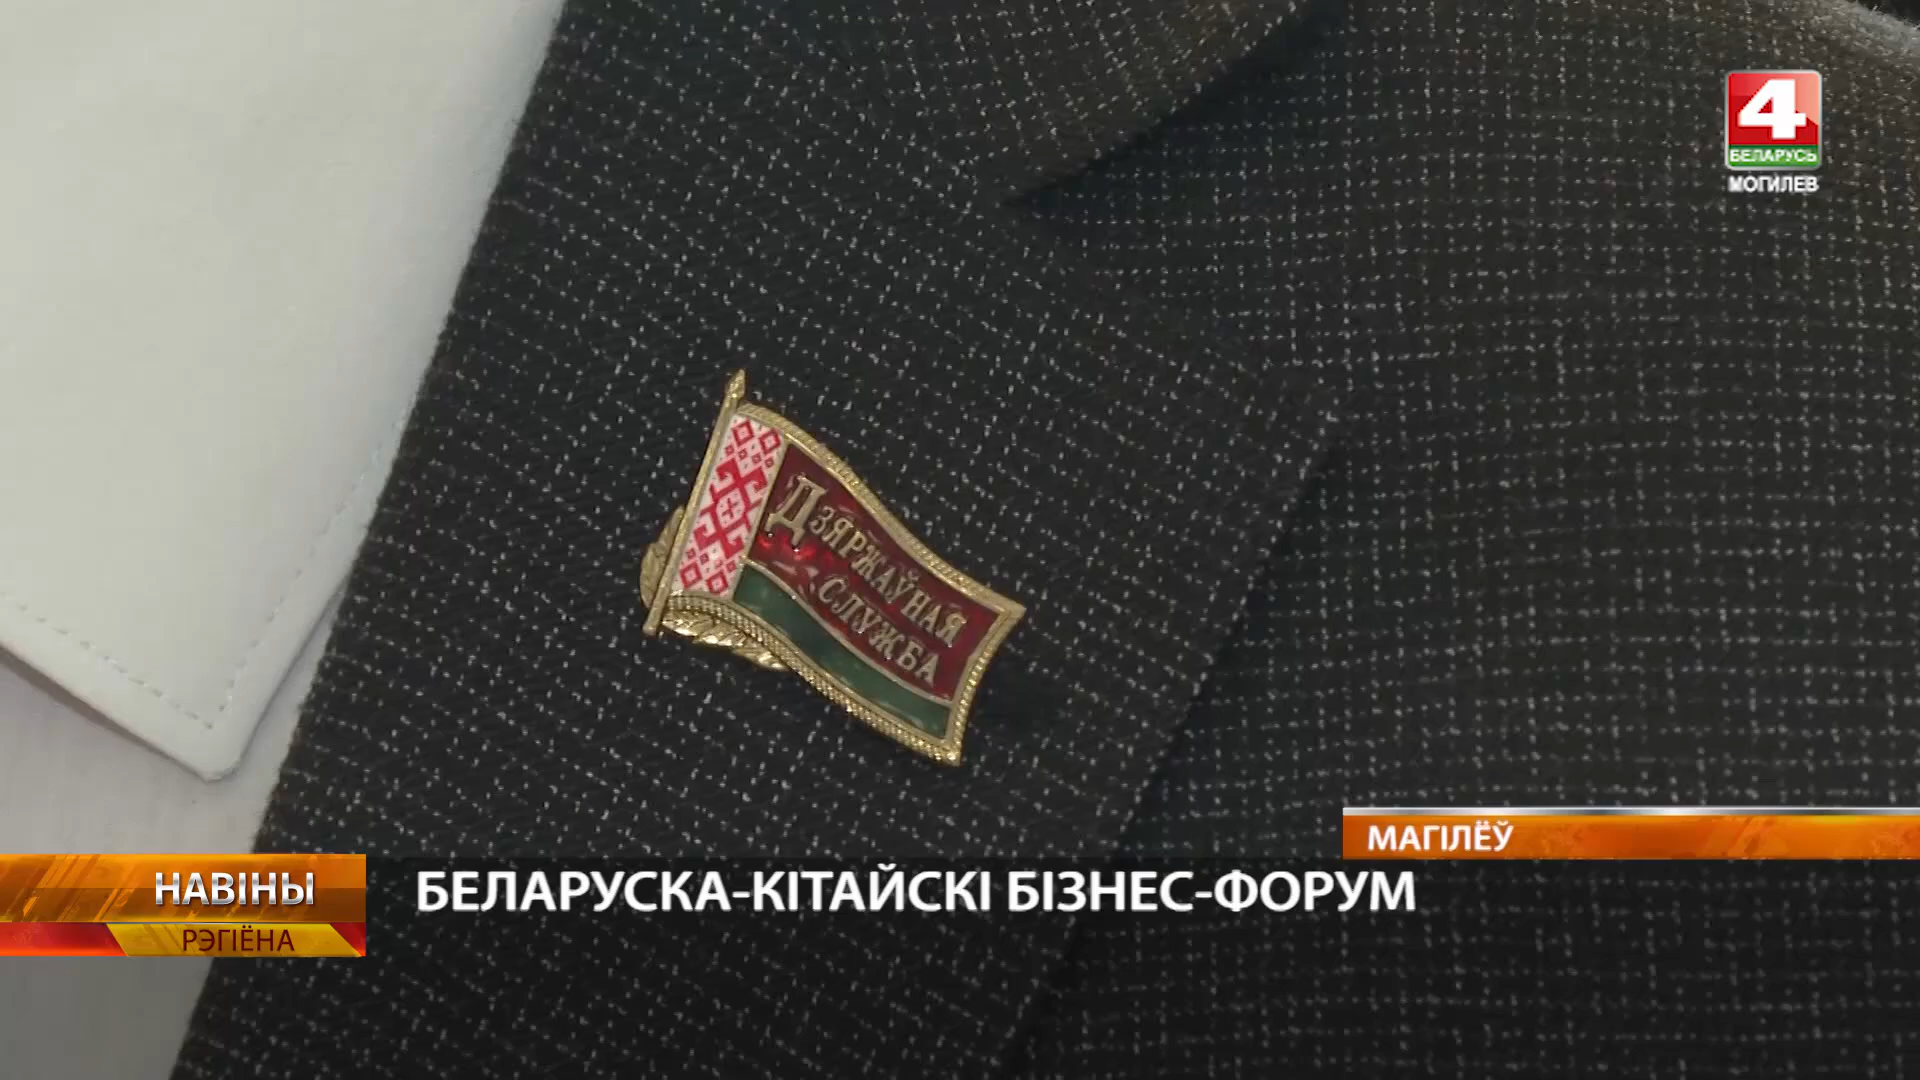 4
БЕЛАРУСЬ
МОГИЛЕВ
ДЗЯРЖАЎНАЯ
СЛУЖБА
МАГІЛЁЎ
НАВІНЫ
РЭГІЁНА
БЕЛАРУСКА-КІТАЙСКІ БІЗНЕС-ФОРУМ